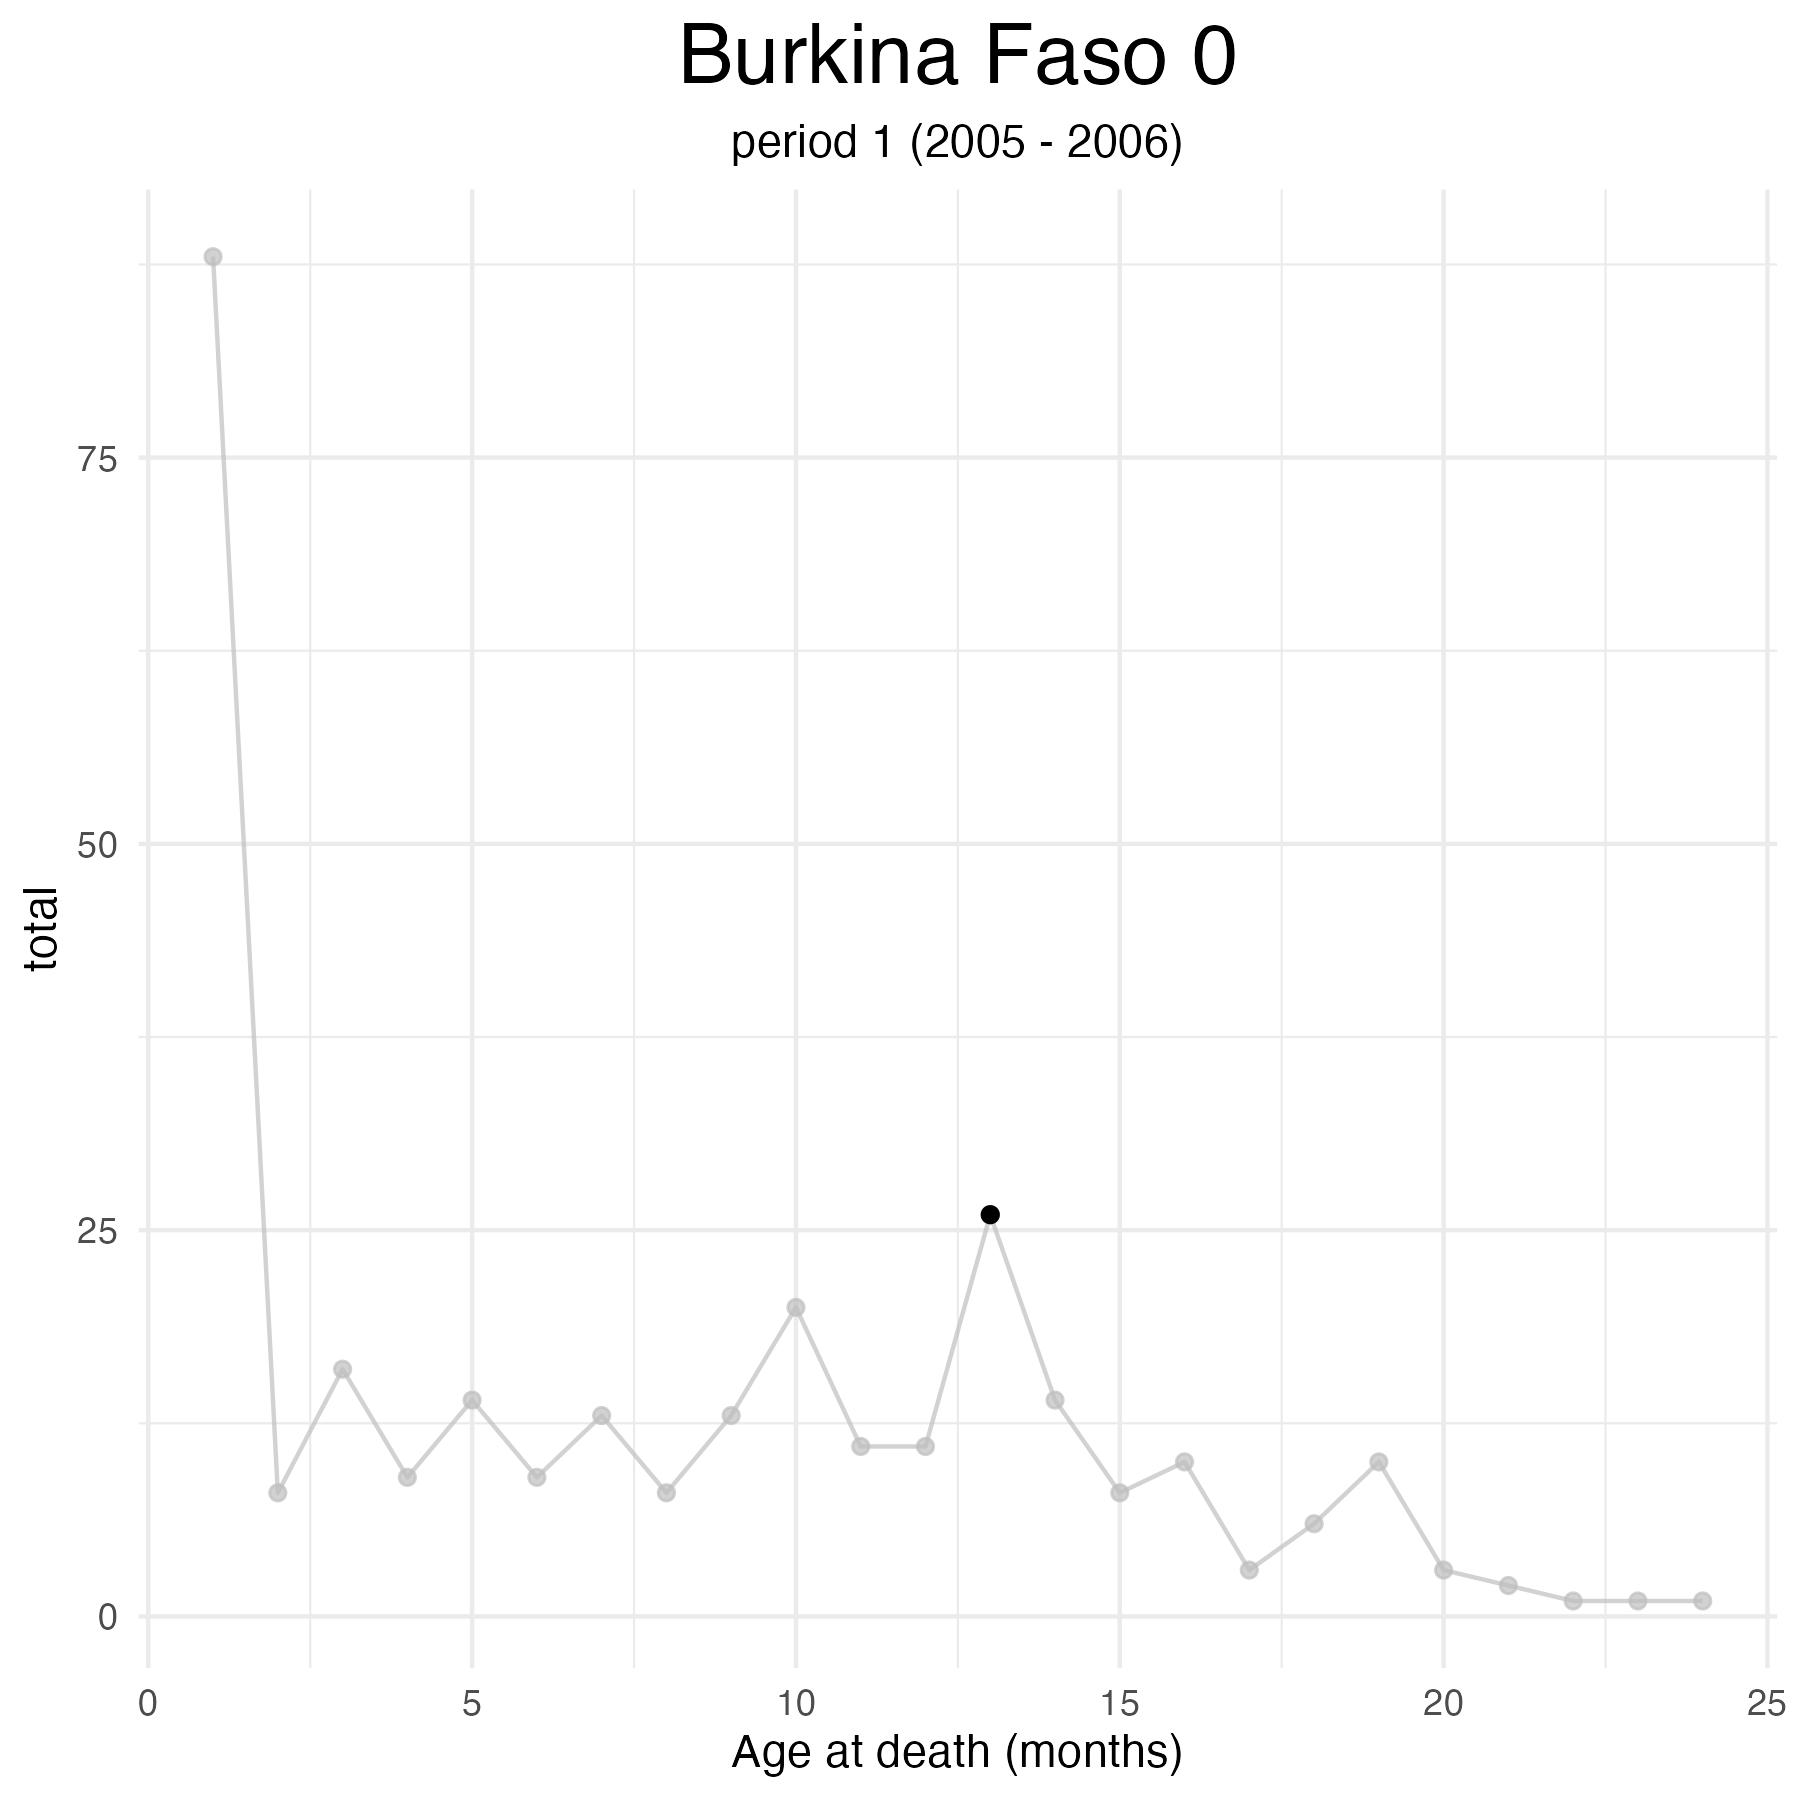 Burkina Faso 0
period 1 (2005 - 2006)
75
50
25
0
total
0 5 10 15 20 25
Age at death (months)